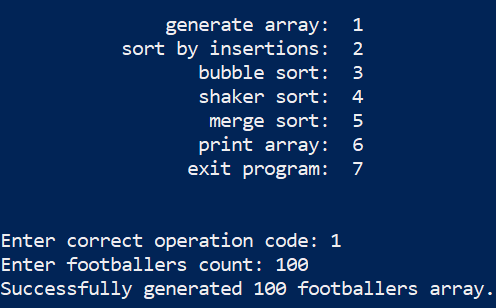 generate array: 1
sort by insertions: 2
bubble sort: 3
shaker sort: 4
merge sort: 5
print array: 6
exit program: 7
Enter correct operation code: 1
Enter footballers count: 100
Successfully generated 100 footballers array.